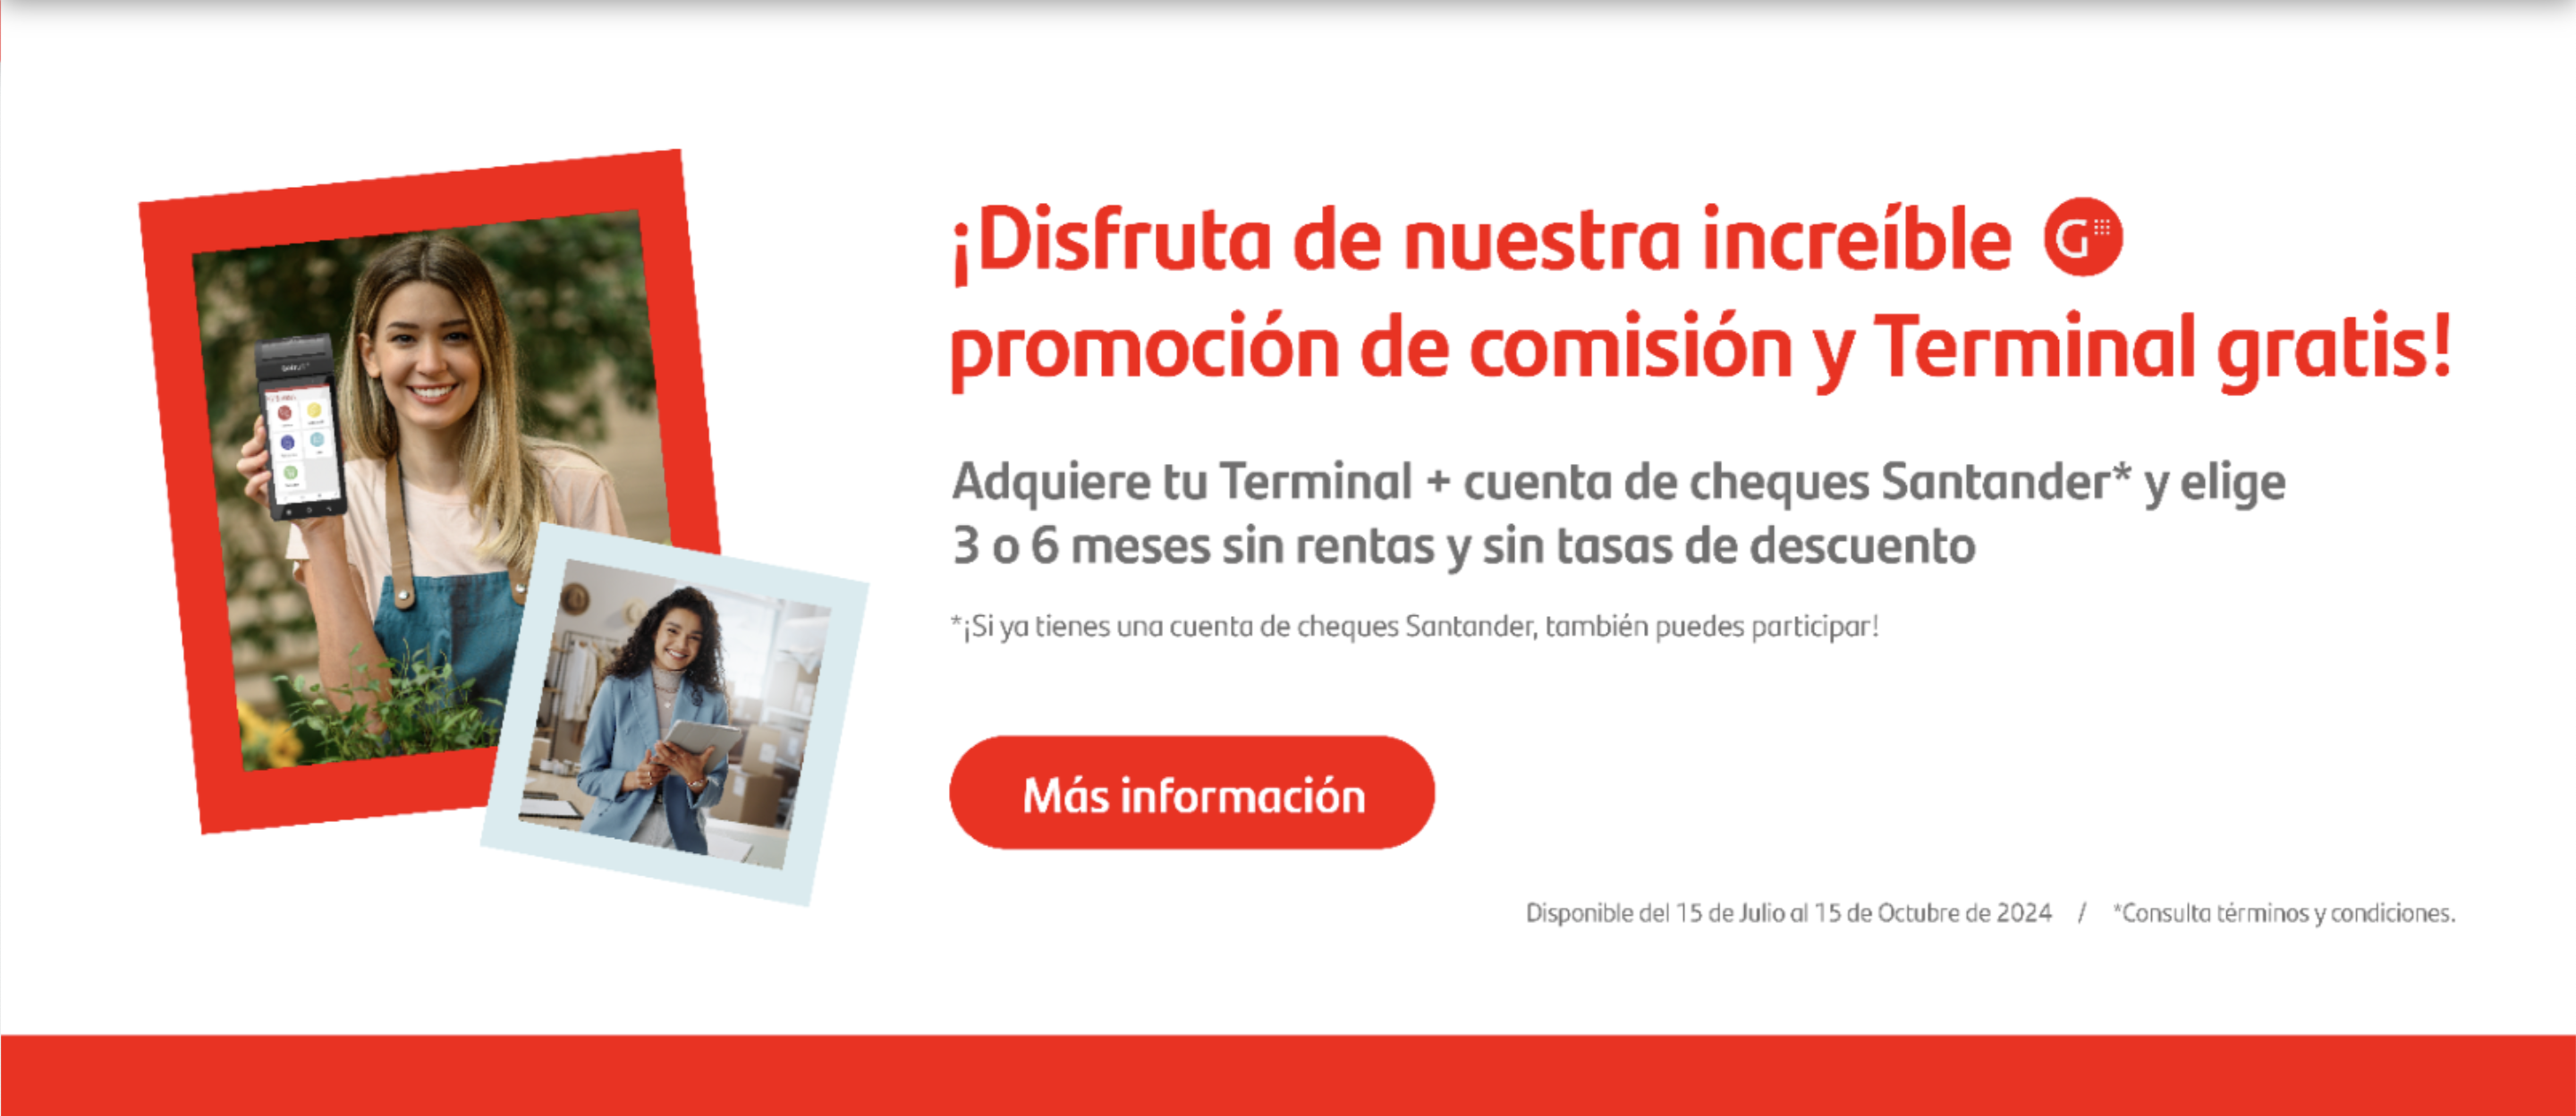 ¡Disfruta de nuestra increíble G
promoción de comisión y Terminal gratis!
Adquiere tu Terminal + cuenta de cheques Santander* y elige
3 o 6 meses sin rentas y sin tasas de descuento
*¡Si ya tienes una cuenta de cheques Santander, también puedes participar!
Más información
Disponible del 15 de Julio al 15 de Octubre de 2024 / *Consulta términos y condiciones.